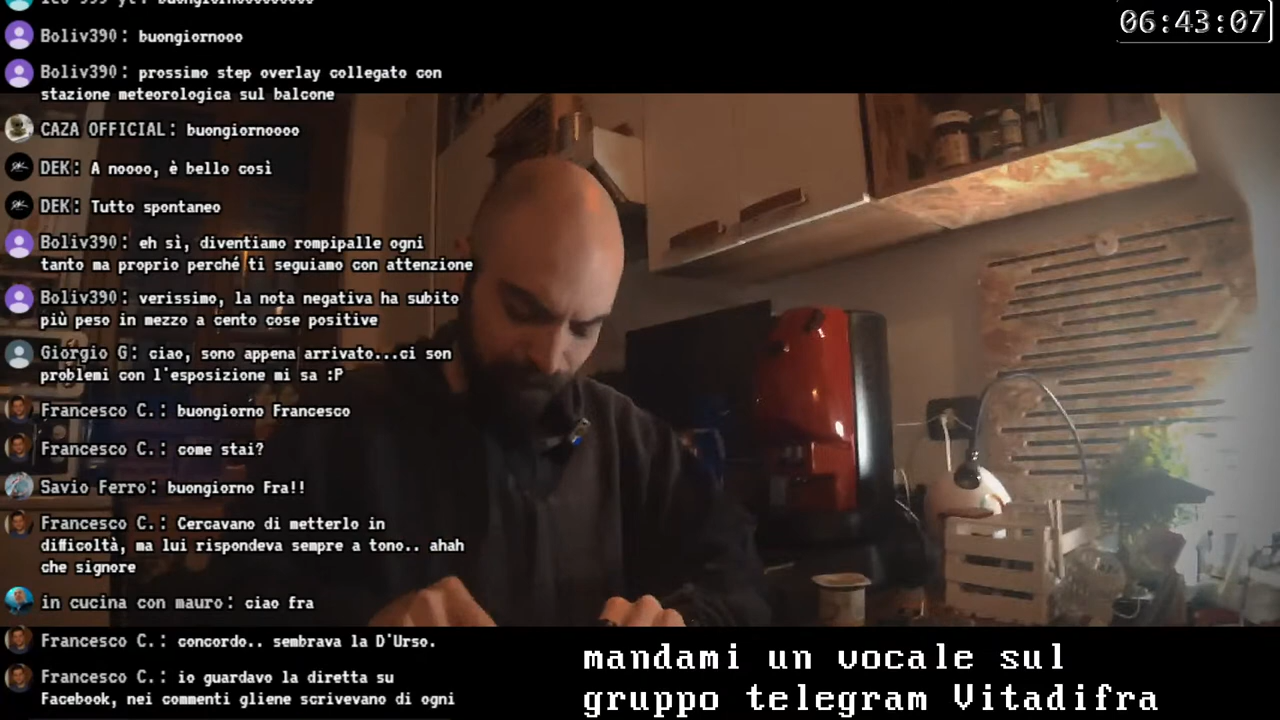 06:43:07
Boliv390: buongiornooo
Boliv390: prossimo step overlay collegato con
stazione meteorologica sul balcone
CAZA OFFICIAL: buongiornoooo
DEK: A noooo, è bello così
DEK: Tutto spontaneo
Boliv390: eh sì, diventiamo rompipalle ogni
tanto ma proprio perché ti seguiamo con attenzione
Boliv390: verissimo, la nota negativa ha subito
più peso in mezzo a cento cose positive
Giorgio G: ciao, sono appena arrivato...ci son
problemi con l'esposizione mi sa :P
Francesco C.: buongiorno Francesco
Francesco C.: come stai?
Savio Ferro: buongiorno Fra!!
Francesco C.: Cercavano di metterlo in
difficoltà, ma lui rispondeva sempre a tono.. ahah
che signore
in cucina con mauro: ciao fra
Francesco C.: concordo.. sembrava la D'Urso.
Francesco C.: io guardavo la diretta su
Facebook, nei commenti gliene scrivevano di ogni
mandami un vocale sul
gruppo telegram Vitadifra